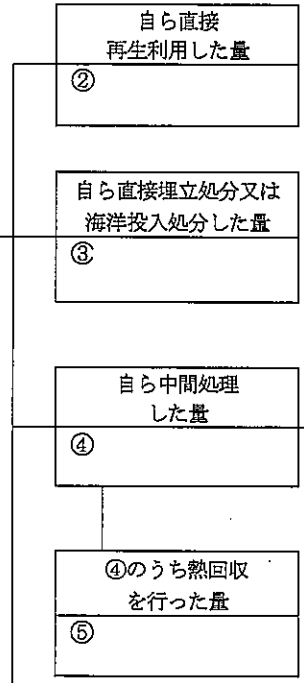 自ら直接
再生利用した量
②
自ら直接埋立処分又は
海洋投入処分した量
③
自ら中間処理
した量
④
④のうち熱回収
を行った量
⑤